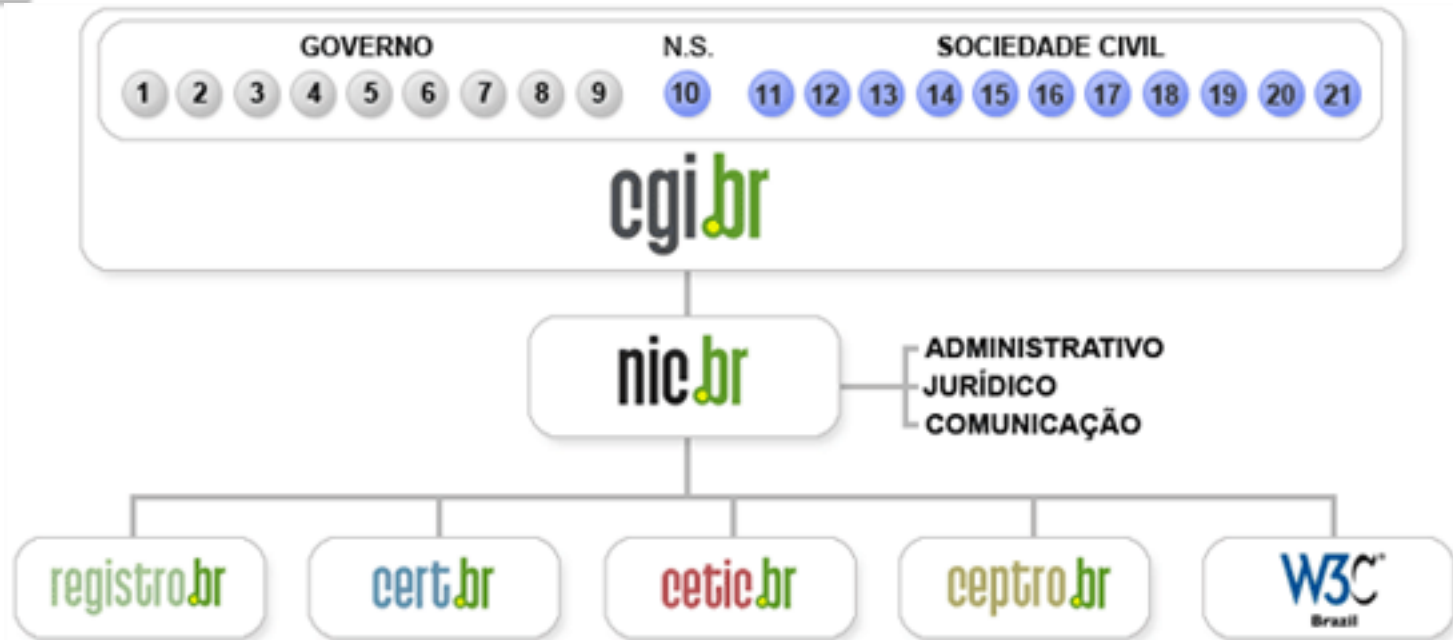 GOVERNO N.S. SOCIEDADE CIVIL
1 2 3 4 5 6 7 8 9 10 11 12 13 14 15 16 17 18 19 20 21
cgi.br
nic.br
ADMINISTRATIVO
JURÍDICO
COMUNICAÇÃO
registro.br cert.br cetic.br ceptro.br W3C®
Brazil